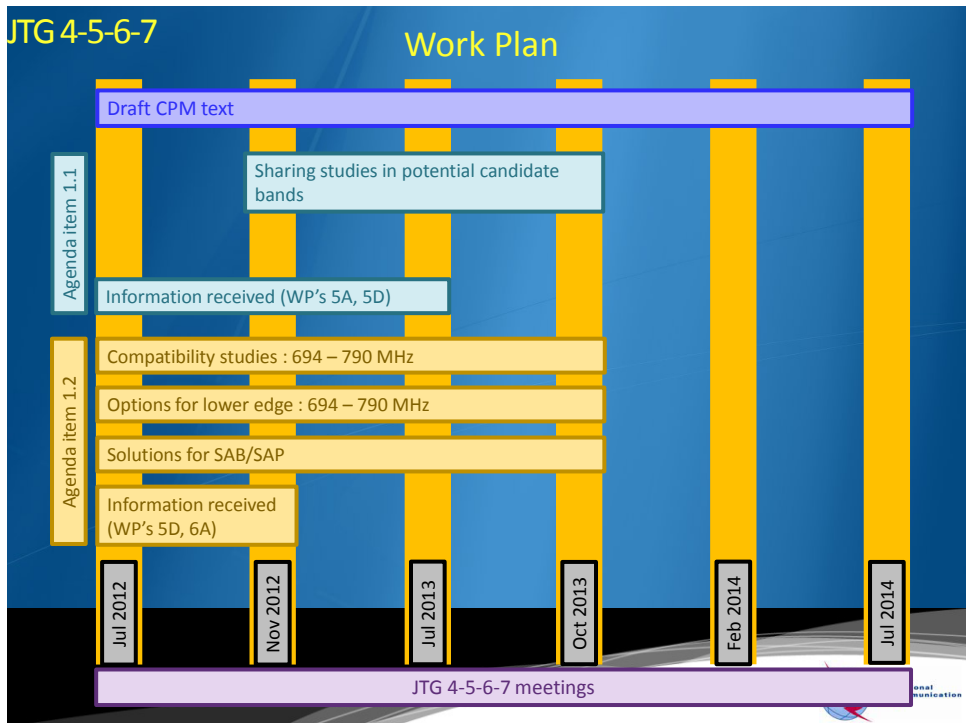 JTG 4-5-6-7
Work Plan
Draft CPM text
Agenda item 1.1
Sharing studies in potential candidate
bands
Information received (WP's 5A, 5D)
Agenda item 1.2
Compatibility studies : 694 – 790 MHz
Options for lower edge : 694 – 790 MHz
Solutions for SAB/SAP
Information received
(WP's 5D, 6A)
Jul 2012
Nov 2012
Jul 2013
Oct 2013
Feb 2014
Jul 2014
JTG 4-5-6-7 meetings